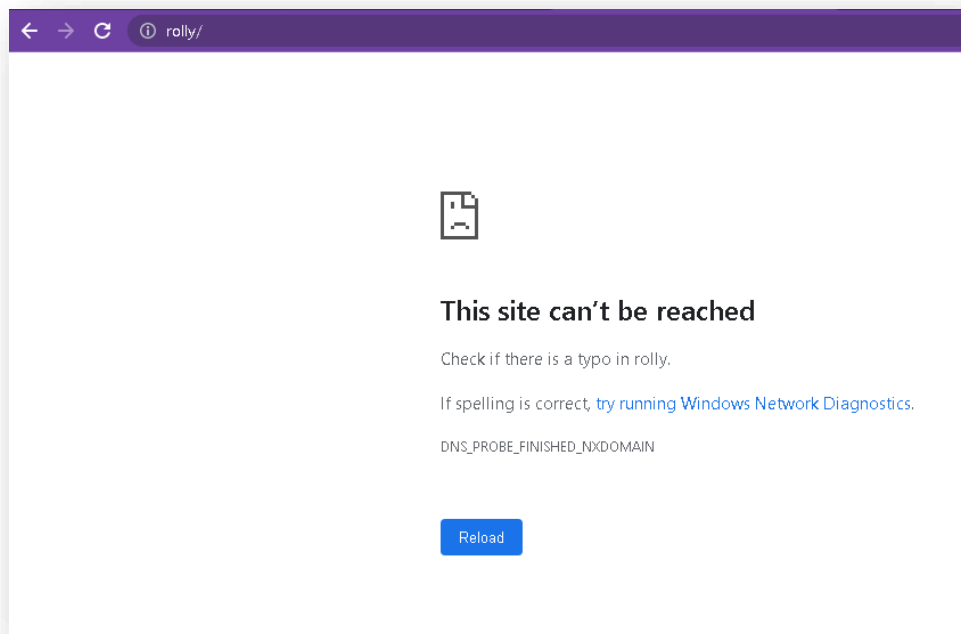 rolly/
This site can’t be reached
Check if there is a typo in rolly.
If spelling is correct, try running Windows Network Diagnostics.
DNS_PROBE_FINISHED_NXDOMAIN
Reload